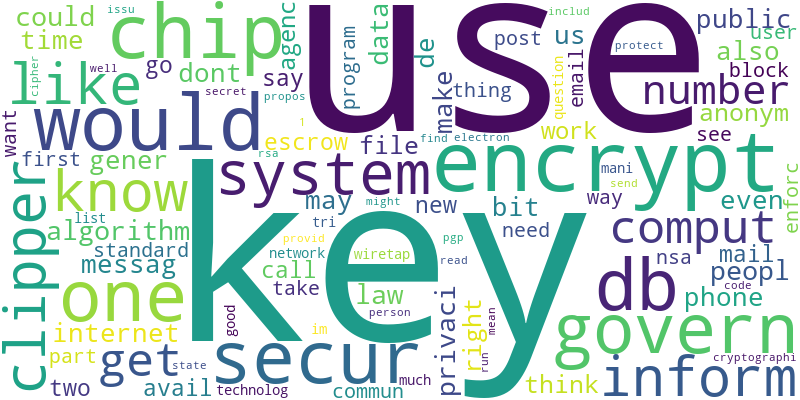 issu
could
time
chip
agenc
data
de
program
use
post
us
includ
protect
public
user
cipher
well
like
go
dont
secret
propos
say
would
1
make
thing
question
email
number
also
block
anonym
want
first
gener
escrow
file
rsa
find
electron
work
see
know
system
encrypt
even
enforc
clipper
list
algorithm
standard
messag
may
tri
might
new
bit
need
way
mani
send
comput
nsa
mail
peopl
one
key
network
provid
call
take
wiretap
pgp
read
law
person
db
phone
code
internet
part
get
good
im
secur
privaci
right
run
mean
govern
cryptographi
two
avail
state
technolog
commun
much
think
inform